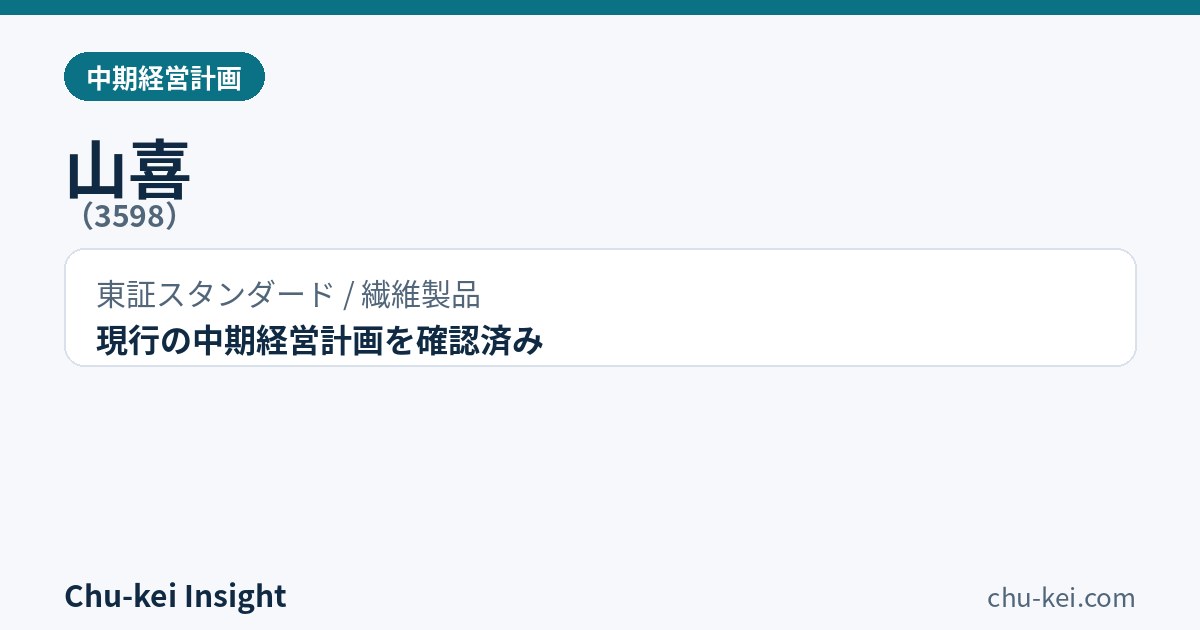 中期経営計画
山喜
（3598）
東証スタンダード / 繊維製品
現行の中期経営計画を確認済み
Chu-kei Insight
chu-kei.com